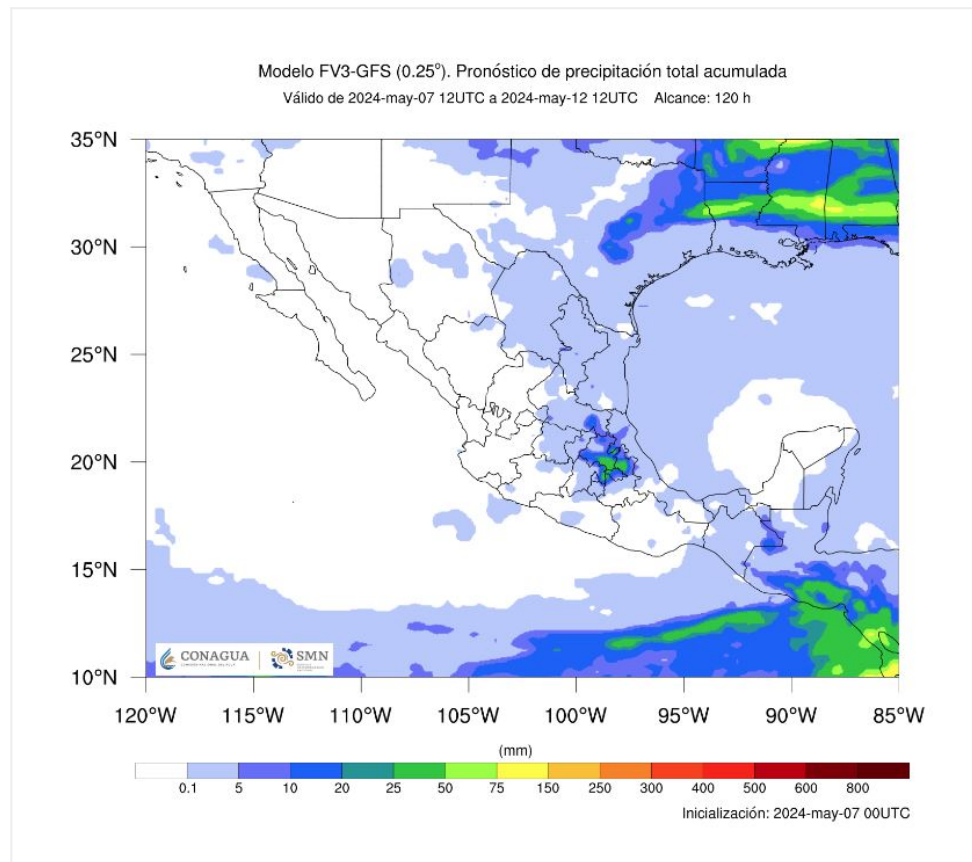 Modelo FV3-GFS (0.25°). Pronóstico de precipitación total acumulada
Válido de 2024-may-07 12UTC a 2024-may-12 12UTC Alcance: 120 h
35°N
30°N
25°N
20°N
15°N
10°N
CONAGUA
SMN
120°W 115°W 110°W 105°W 100°W 95°W 90°W 85°W
(mm)
0.1 5 10 20 25 50 75 150 250 300 400 500 600 800
Inicialización: 2024-may-07 00UTC